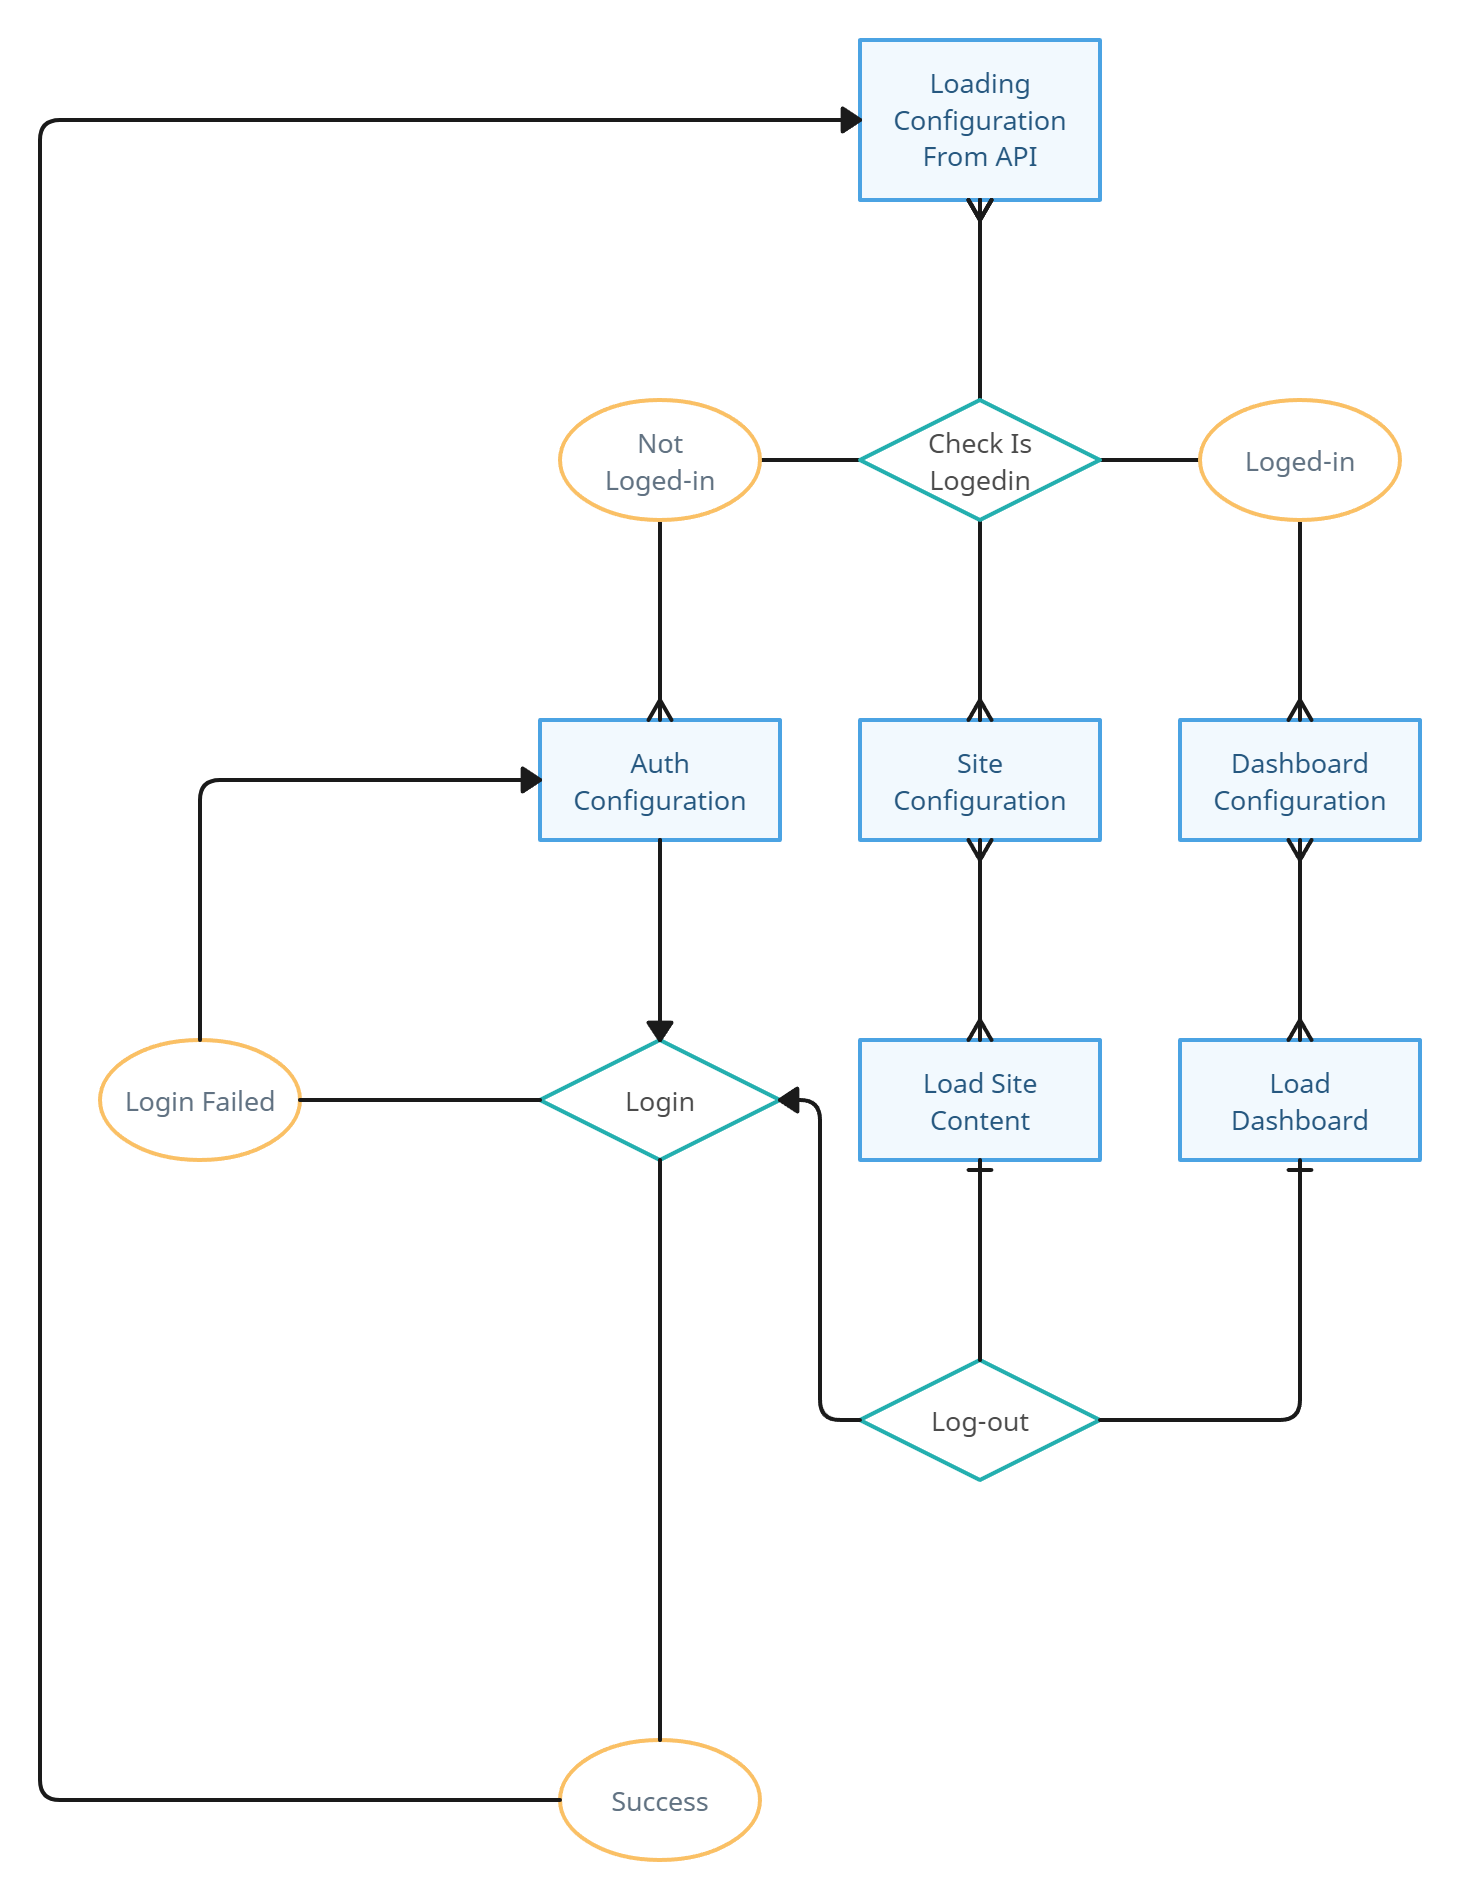 Loading
Configuration
From API
Not
Loged-in
Check Is
Logedin
Loged-in
Auth
Configuration
Site
Configuration
Dashboard
Configuration
Login Failed
Login
Load Site
Content
Load
Dashboard
Log-out
Success